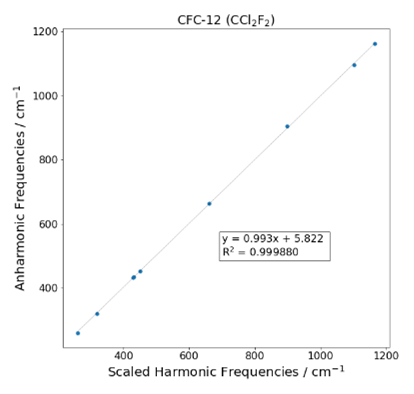 CFC-12 (CCl₂F₂)
Anharmonic Frequencies / cm⁻¹
1200
1000
800
600
400
y = 0.993x + 5.822
R² = 0.999880
400 600 800 1000 1200
Scaled Harmonic Frequencies / cm⁻¹